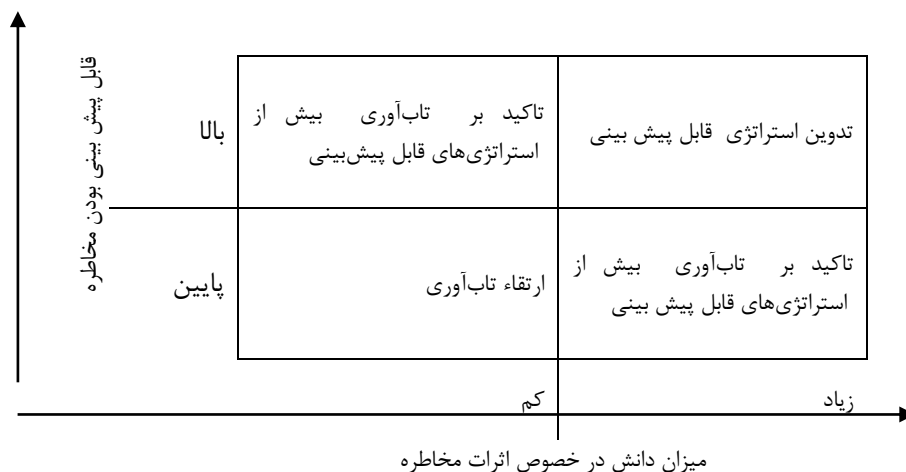 قابل پیش بینی بودن مخاطره
بالا
تدوین استراتژی قابل پیش بینی
تاکید بر تاب‌آوری بیش از
استراتژی‌های قابل پیش‌بینی
پایین
تاکید بر تاب‌آوری بیش از
استراتژی‌های قابل پیش بینی
ارتقاء تاب‌آوری
زیاد
کم
میزان دانش در خصوص اثرات مخاطره